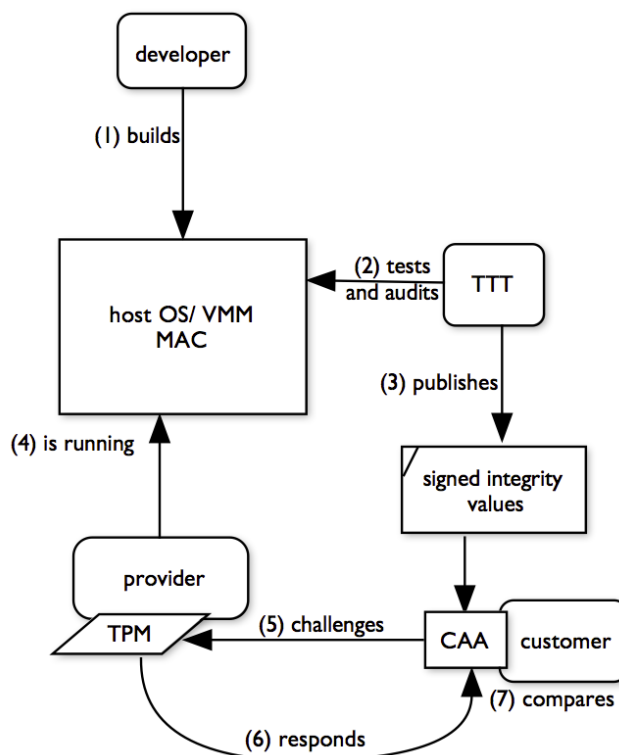 developer
(1) builds
host OS/ VMM
MAC
(2) tests
and audits
TTT
(3) publishes
(4) is running
signed integrity
values
provider
TPM
(5) challenges
CAA
customer
(7) compares
(6) responds